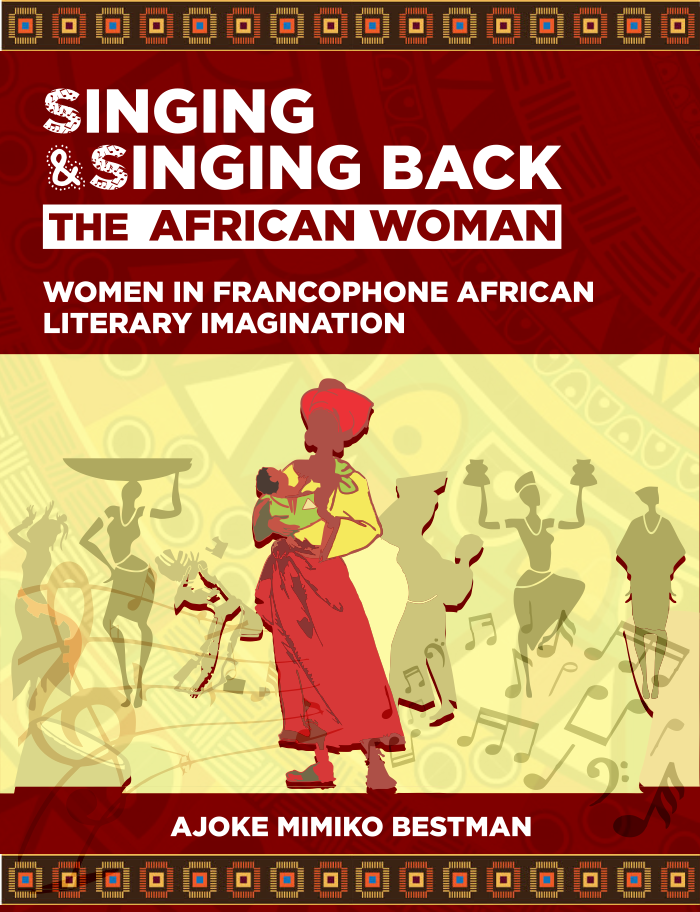 SINGING
& SINGING BACK
THE AFRICAN WOMAN
WOMEN IN FRANCOPHONE AFRICAN
LITERARY IMAGINATION
AJOKE MIMIKO BESTMAN